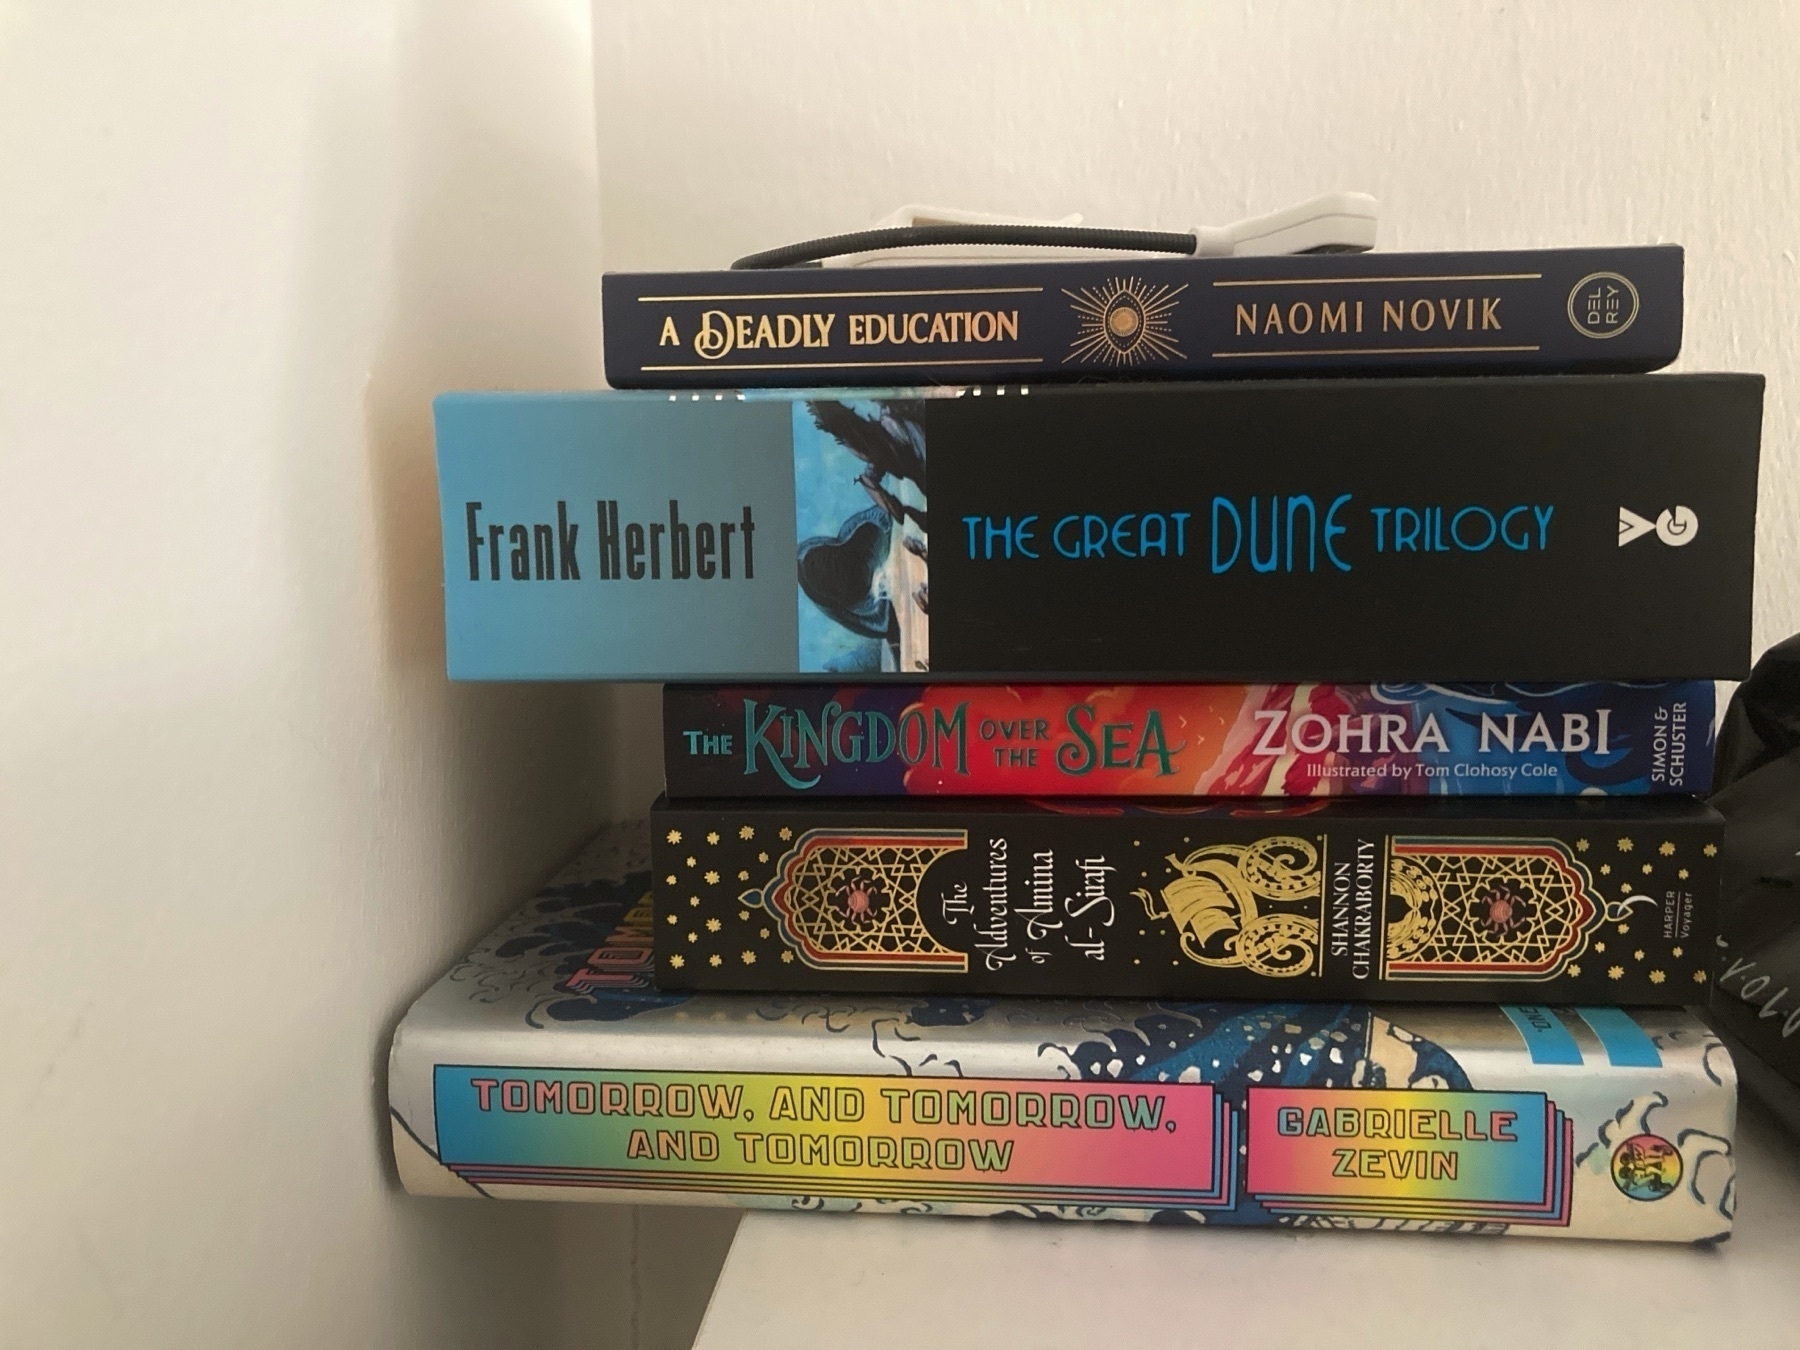 A DEADLY EDUCATION
NAOMI NOVIK
DEL
REY
Frank Herbert
THE GREAT DUNE TRILOGY
VG
THE KINGDOM OVER THE SEA
ZOHRA NABI
Illustrated by Tom Clohosy Cole
SIMON &
SCHUSTER
The
Adventures
of Amina
al-Sirafi
SHANNON
CHAKRABORTY
HARPER
Voyager
TOMORROW, AND TOMORROW,
AND TOMORROW
GABRIELLE
ZEVIN